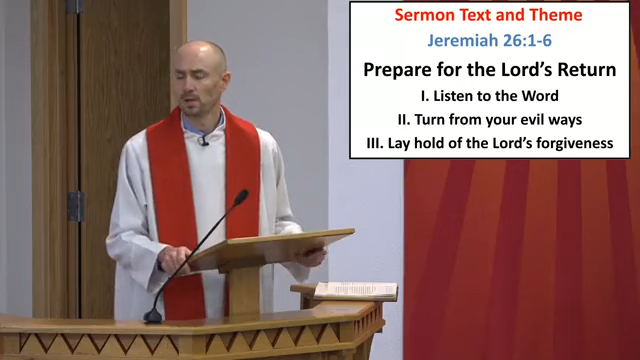 Sermon Text and Theme
Jeremiah 26:1-6
Prepare for the Lord's Return
I. Listen to the Word
II. Turn from your evil ways
III. Lay hold of the Lord's forgiveness